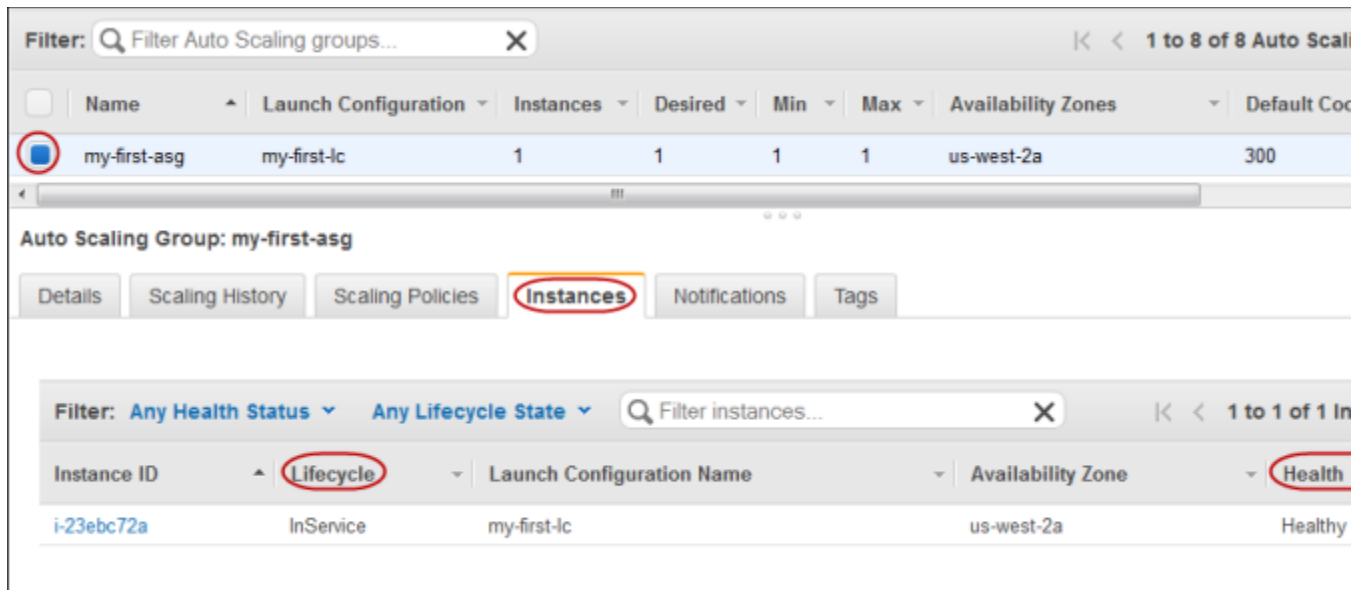 Filter: Filter Auto Scaling groups... 1 to 8 of 8 Auto Scali
Name Launch Configuration Instances Desired Min Max Availability Zones Default Coo
my-first-asg my-first-lc 1 1 1 1 us-west-2a 300
Auto Scaling Group: my-first-asg
Details Scaling History Scaling Policies Instances Notifications Tags
Filter: Any Health Status Any Lifecycle State Filter instances... 1 to 1 of 1 In
Instance ID Lifecycle Launch Configuration Name Availability Zone Health
i-23ebc72a InService my-first-lc us-west-2a Healthy